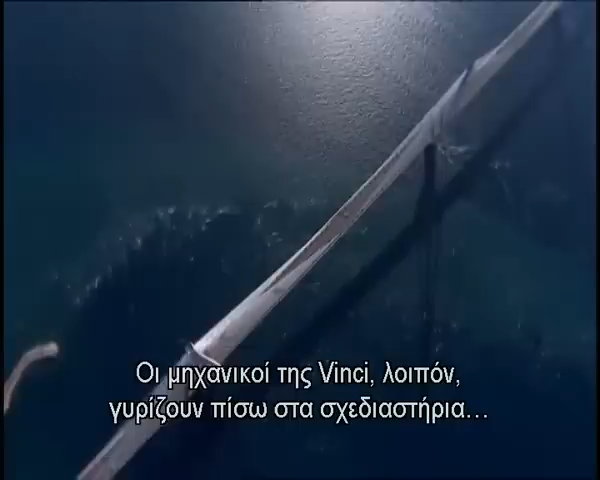 Οι μηχανικοί της Vinci, λοιπόν,
γυρίζουν πίσω στα σχεδιαστήρια…